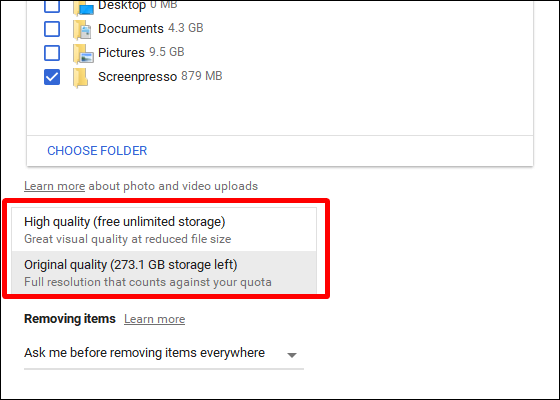 Desktop 0 MB
Documents 4.3 GB
Pictures 9.5 GB
Screenpresso 879 MB
CHOOSE FOLDER
Learn more about photo and video uploads
High quality (free unlimited storage)
Great visual quality at reduced file size
Original quality (273.1 GB storage left)
Full resolution that counts against your quota
Removing items Learn more
Ask me before removing items everywhere